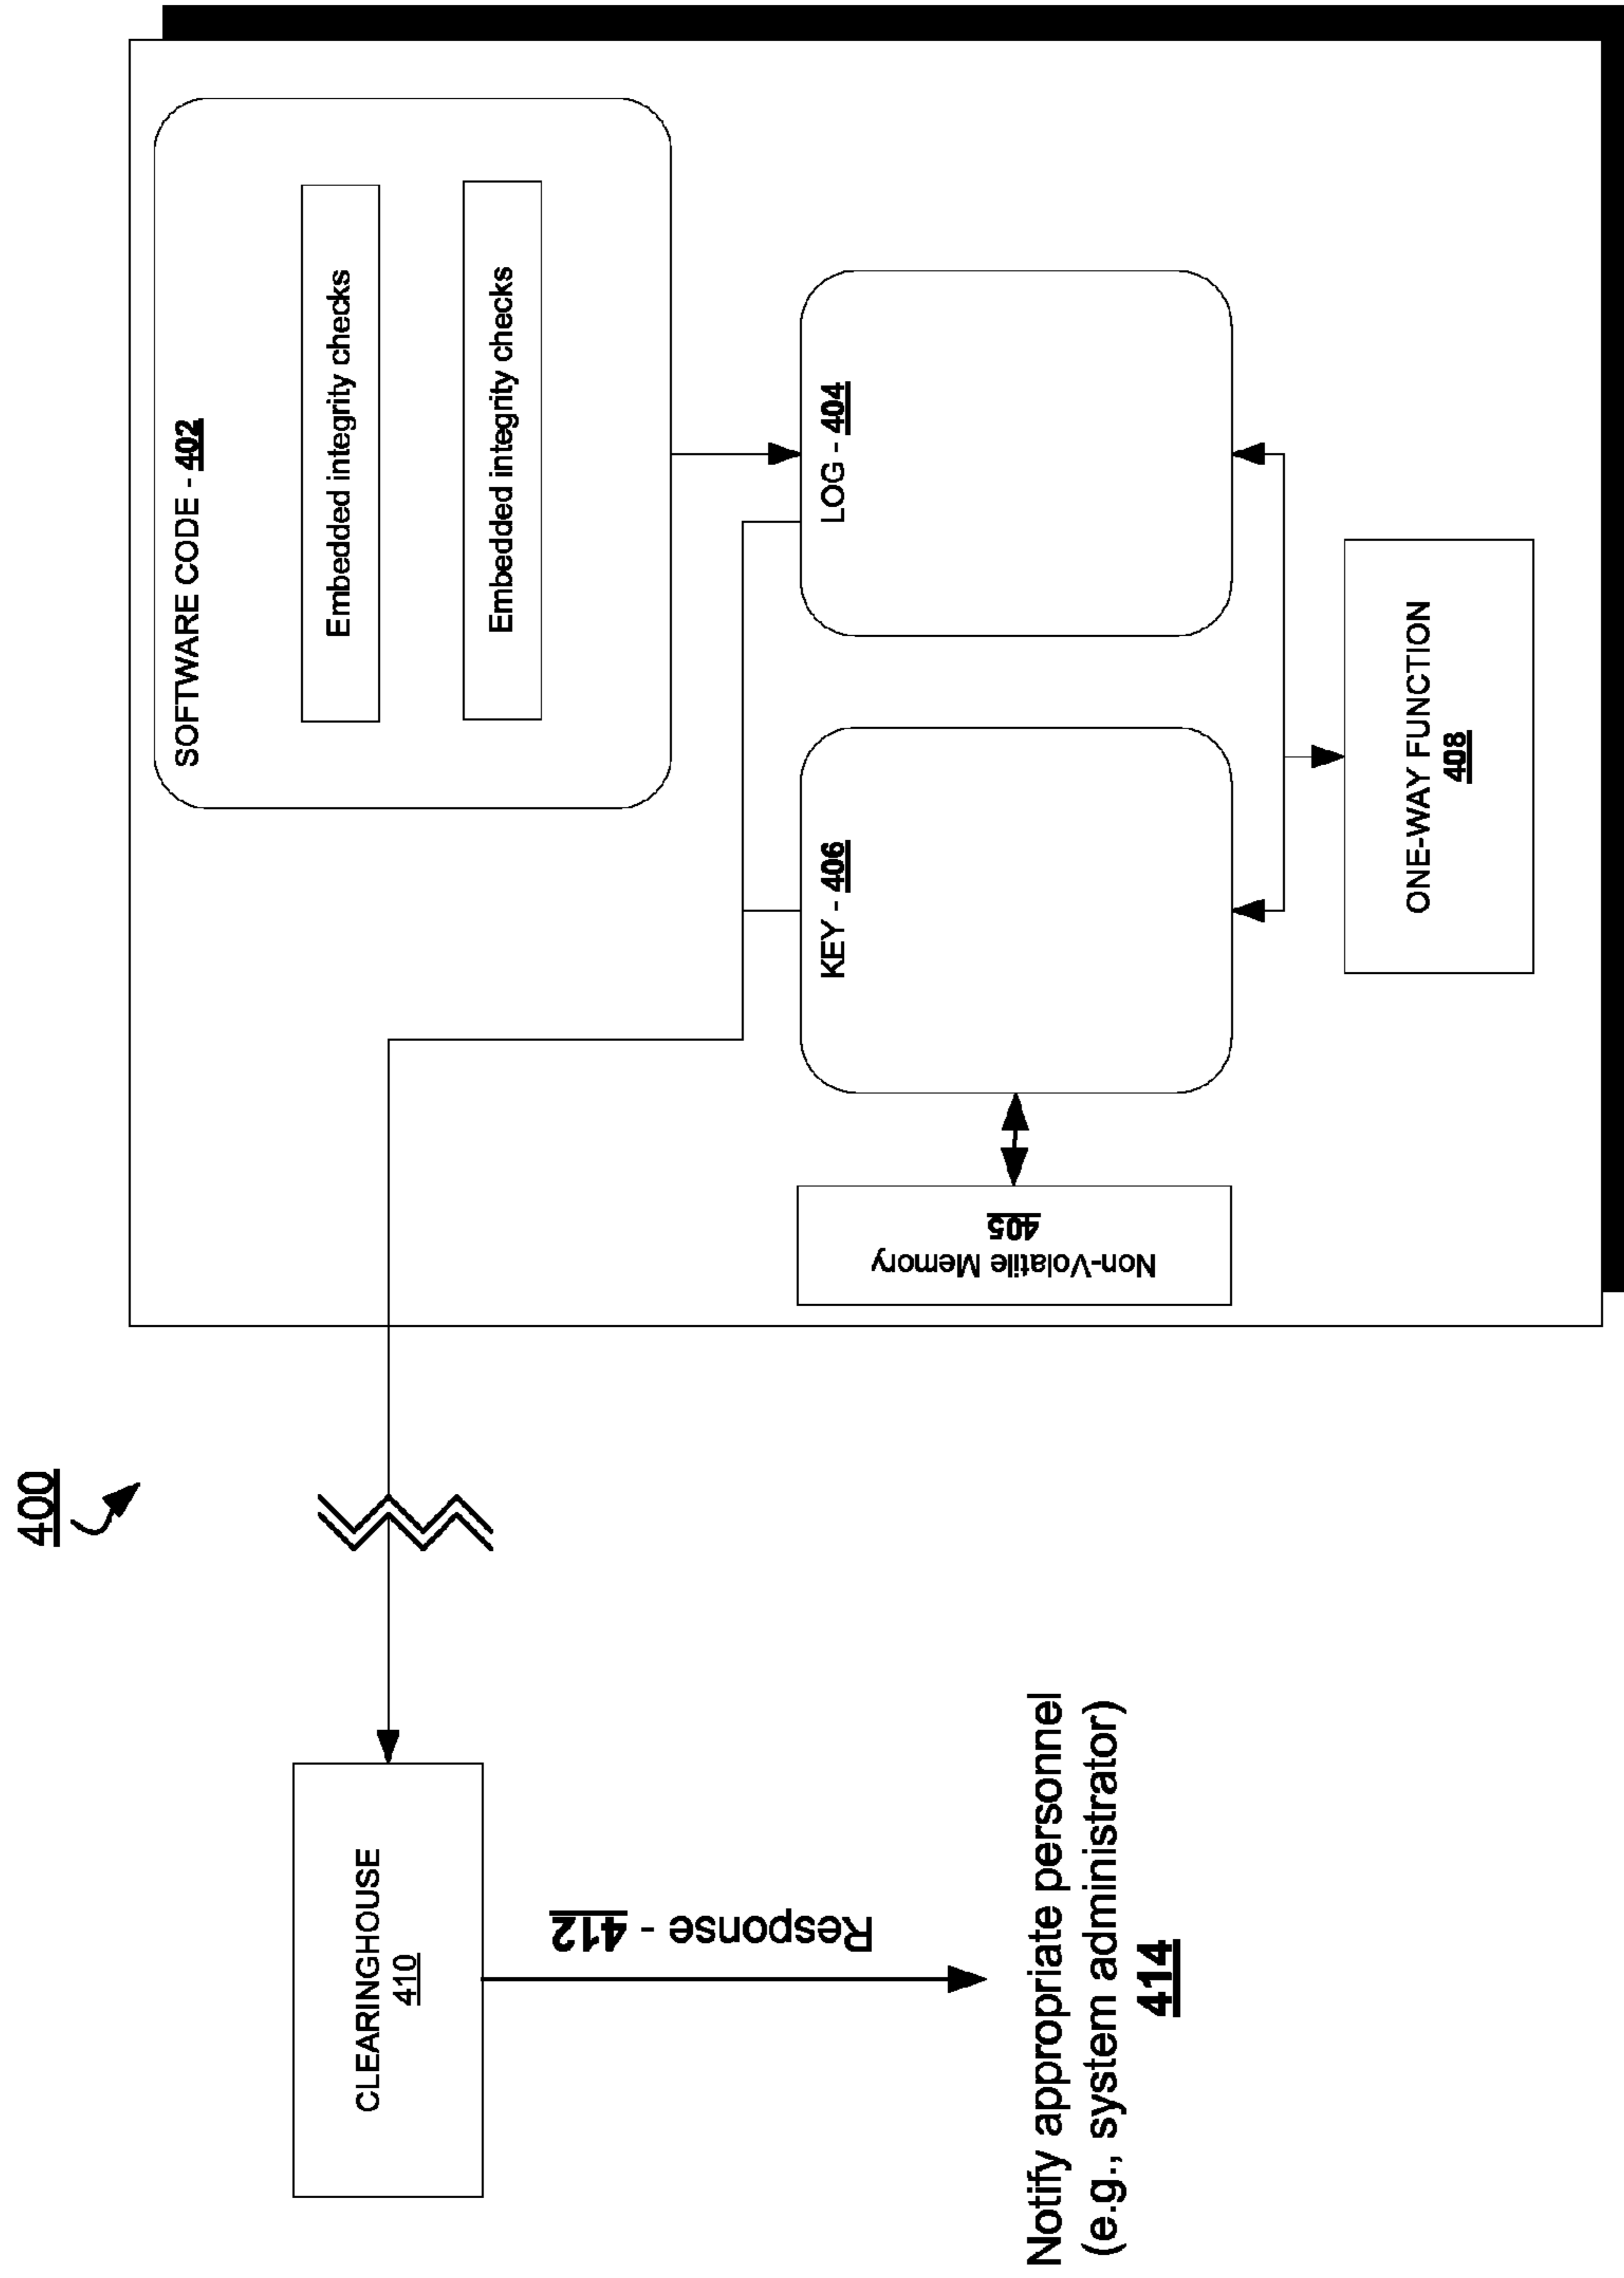 400
SOFTWARE CODE - 402
Embedded integrity checks
Embedded integrity checks
LOG - 404
KEY - 406
Non-Volatile Memory
405
ONE-WAY FUNCTION
408
CLEARINGHOUSE
410
Response - 412
Notify appropriate personnel
(e.g., system administrator)
414